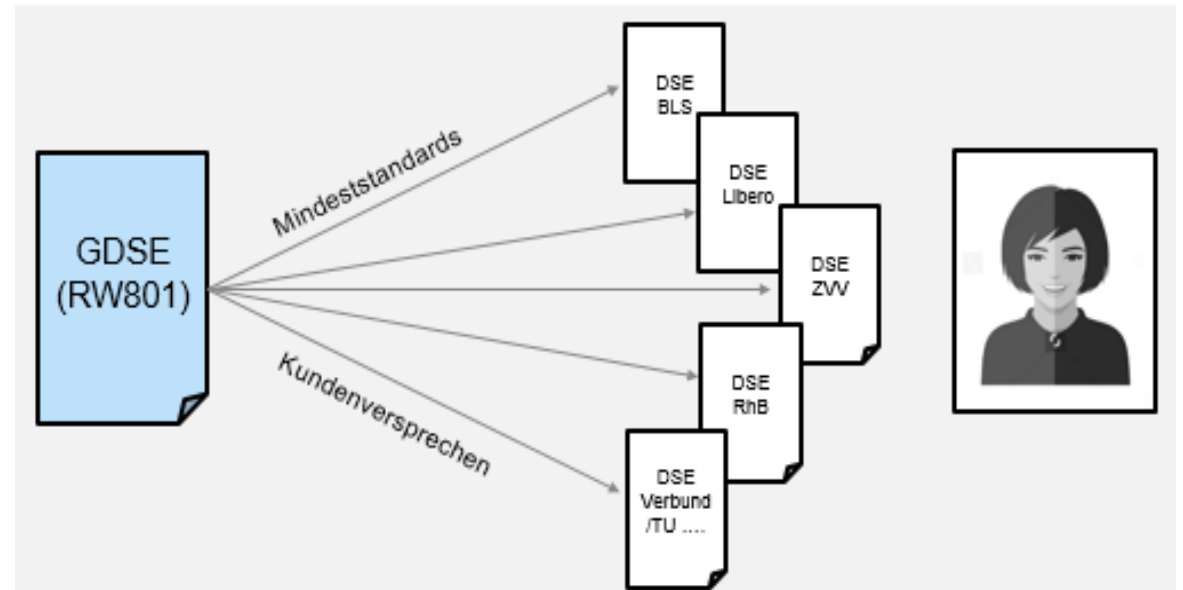 GDSE
(RW801)
Mindeststandards
Kundenversprechen
DSE
BLS
DSE
Libero
DSE
ZVV
DSE
RhB
DSE
Verbund
/TU .....